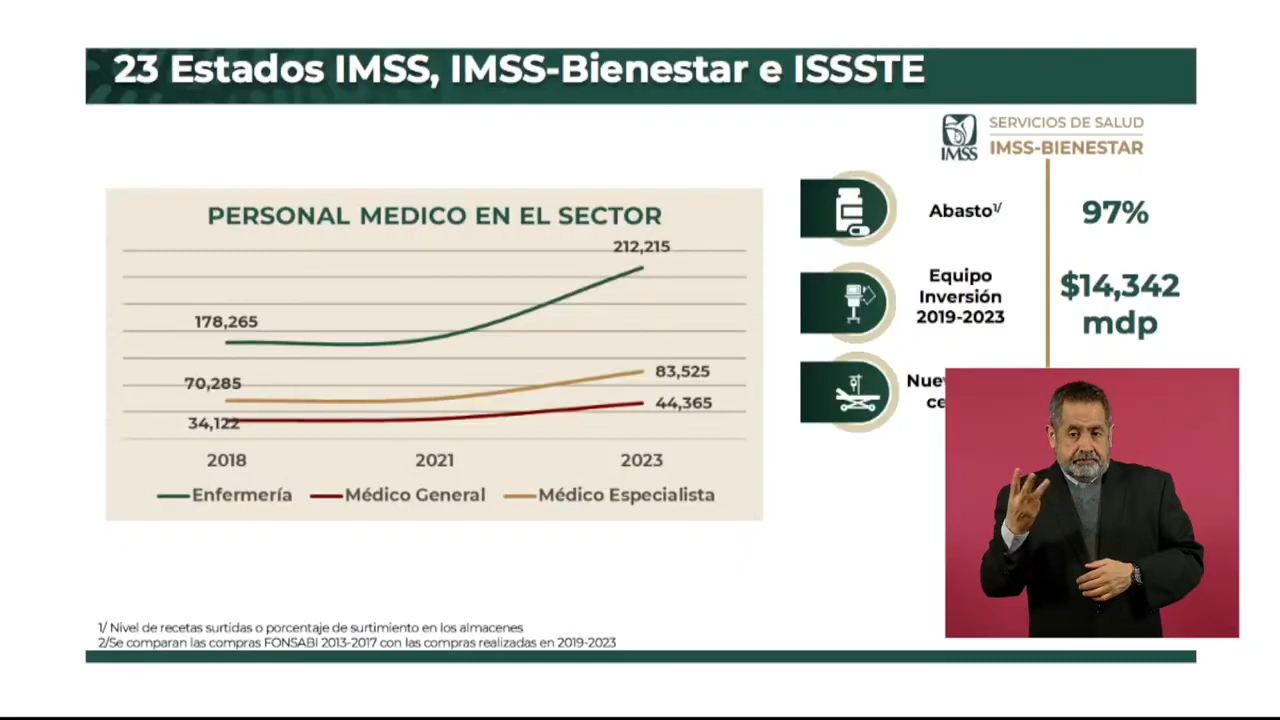 23 Estados IMSS, IMSS-Bienestar e ISSSTE
IMSS
SERVICIOS DE SALUD
IMSS-BIENESTAR
PERSONAL MEDICO EN EL SECTOR
212,215
178,265
70,285
83,525
34,122
44,365
2018
2021
2023
Enfermería
Médico General
Médico Especialista
Abasto1/
97%
Equipo
Inversión
2019-2023
$14,342
mdp
1/ Nivel de recetas surtidas o porcentaje de surtimiento en los almacenes
2/Se comparan las compras FONSABI 2013-2017 con las compras realizadas en 2019-2023